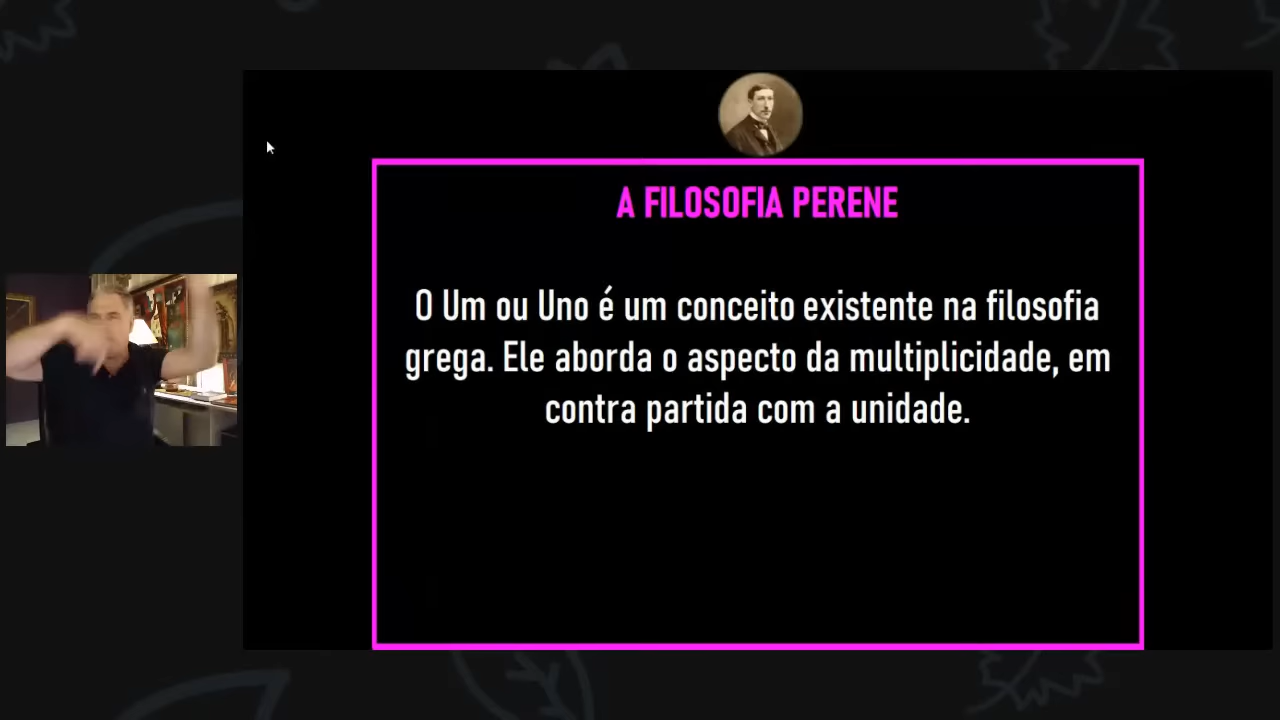 A FILOSOFIA PERENE
O Um ou Uno é um conceito existente na filosofia
grega. Ele aborda o aspecto da multiplicidade, em
contra partida com a unidade.